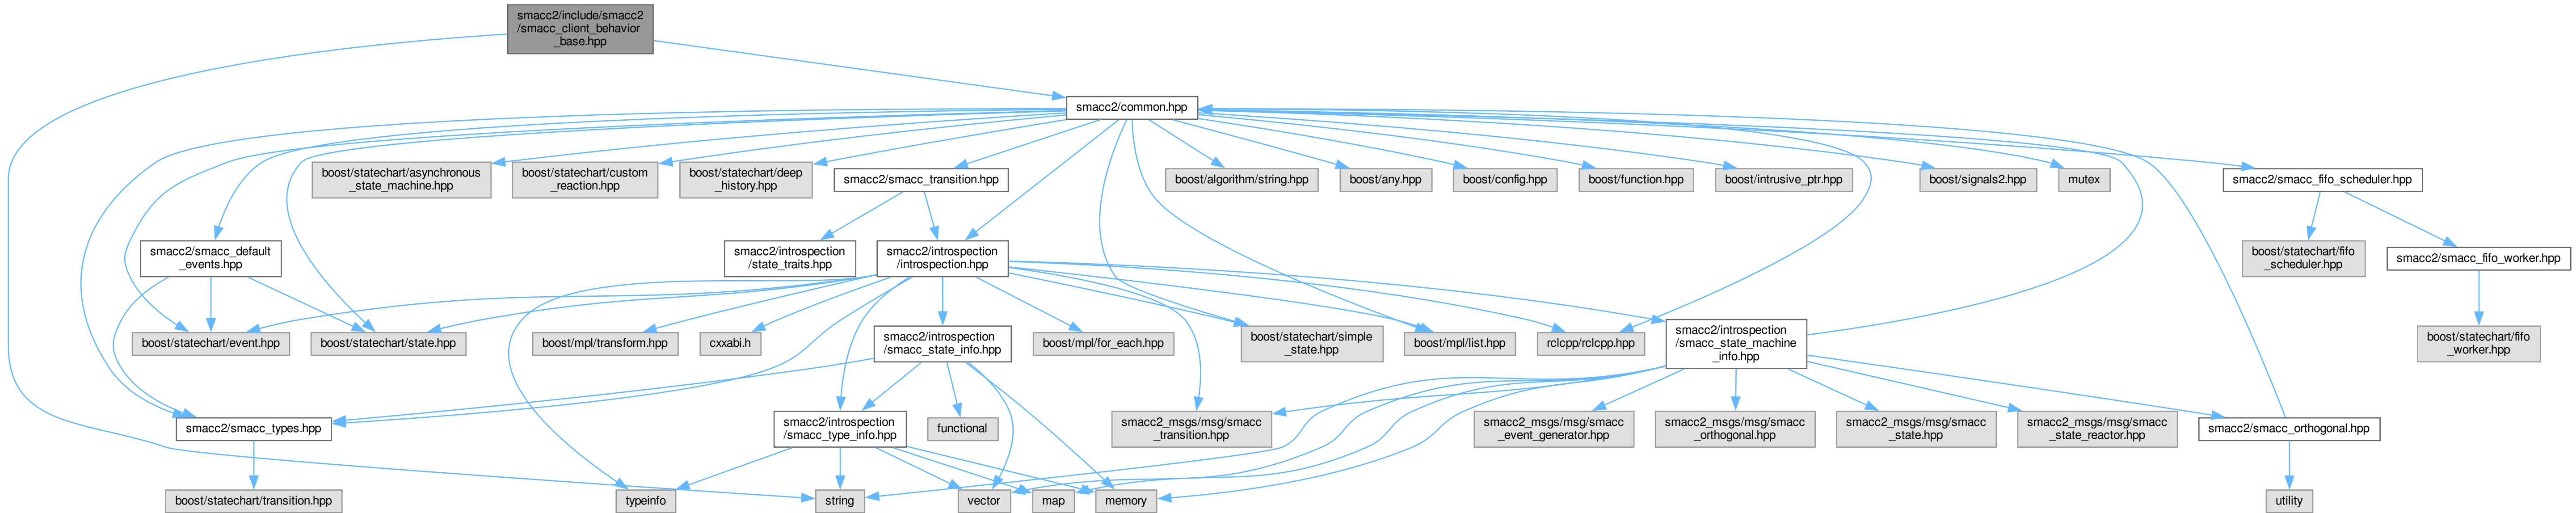 smacc2/include/smacc2
/smacc_client_behavior
_base.hpp
smacc2/common.hpp
boost/statechart/asynchronous
_state_machine.hpp
boost/statechart/custom
_reaction.hpp
boost/statechart/deep
_history.hpp
smacc2/smacc_transition.hpp
boost/algorithm/string.hpp
boost/any.hpp
boost/config.hpp
boost/function.hpp
boost/intrusive_ptr.hpp
boost/signals2.hpp
mutex
smacc2/smacc_fifo_scheduler.hpp
smacc2/smacc_default
_events.hpp
smacc2/introspection
/state_traits.hpp
smacc2/introspection
/introspection.hpp
boost/statechart/fifo
_scheduler.hpp
smacc2/smacc_fifo_worker.hpp
boost/statechart/event.hpp
boost/statechart/state.hpp
boost/mpl/transform.hpp
cxxabi.h
smacc2/introspection
/smacc_state_info.hpp
boost/mpl/for_each.hpp
boost/statechart/simple
_state.hpp
boost/mpl/list.hpp
rclcpp/rclcpp.hpp
smacc2/introspection
/smacc_state_machine
_info.hpp
boost/statechart/fifo
_worker.hpp
smacc2/smacc_types.hpp
smacc2/introspection
/smacc_type_info.hpp
functional
smacc2_msgs/msg/smacc
_transition.hpp
smacc2_msgs/msg/smacc
_event_generator.hpp
smacc2_msgs/msg/smacc
_orthogonal.hpp
smacc2_msgs/msg/smacc
_state.hpp
smacc2_msgs/msg/smacc
_state_reactor.hpp
smacc2/smacc_orthogonal.hpp
boost/statechart/transition.hpp
typeinfo
string
vector
map
memory
utility